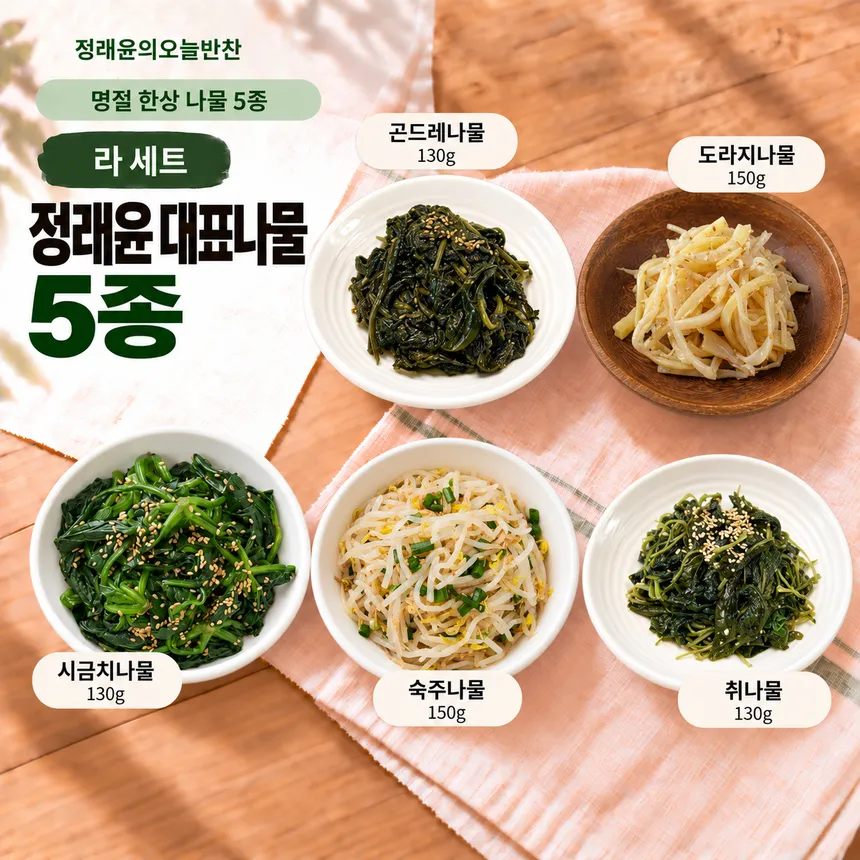 정래윤의오늘반찬
명절 한상 나물 5종
라 세트
정래윤 대표나물
5종
곤드레나물
130g
도라지나물
150g
시금치나물
130g
숙주나물
150g
취나물
130g